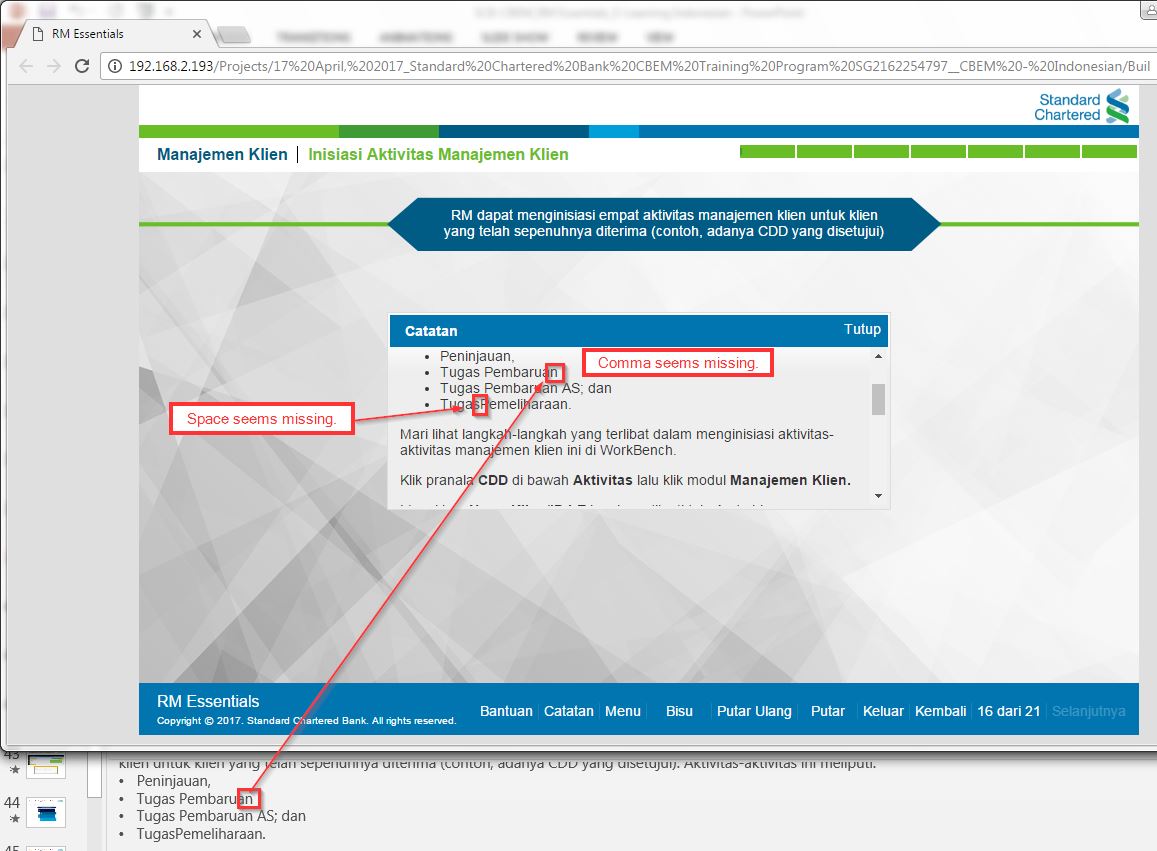 TRANSITIONS ANIMATIONS SLIDE SHOW REVIEW VIEW
RM Essentials
192.168.2.193/Projects/17%20April,%202017_Standard%20Chartered%20Bank%20CBEM%20Training%20Program%20SG2162254797__CBEM%20-%20Indonesian/Buil
Standard
Chartered
Manajemen Klien | Inisiasi Aktivitas Manajemen Klien
RM dapat menginisiasi empat aktivitas manajemen klien untuk klien
yang telah sepenuhnya diterima (contoh, adanya CDD yang disetujui)
Catatan Tutup
• Peninjauan,
• Tugas Pembaruan
Comma seems missing.
• Tugas Pembaruan AS; dan
• TugasPemeliharaan.
Space seems missing.
Mari lihat langkah-langkah yang terlibat dalam menginisiasi aktivitas-
aktivitas manajemen klien ini di WorkBench.
Klik pranala CDD di bawah Aktivitas lalu klik modul Manajemen Klien.
RM Essentials
Copyright © 2017. Standard Chartered Bank. All rights reserved.
Bantuan Catatan Menu Bisu Putar Ulang Putar Keluar Kembali 16 dari 21 Selanjutnya
43
klien untuk klien yang telah sepenuhnya diterima (contoh, adanya CDD yang disetujui). Aktivitas-aktivitas ini meliputi:
• Peninjauan,
44
• Tugas Pembaruan
• Tugas Pembaruan AS; dan
• TugasPemeliharaan.
45